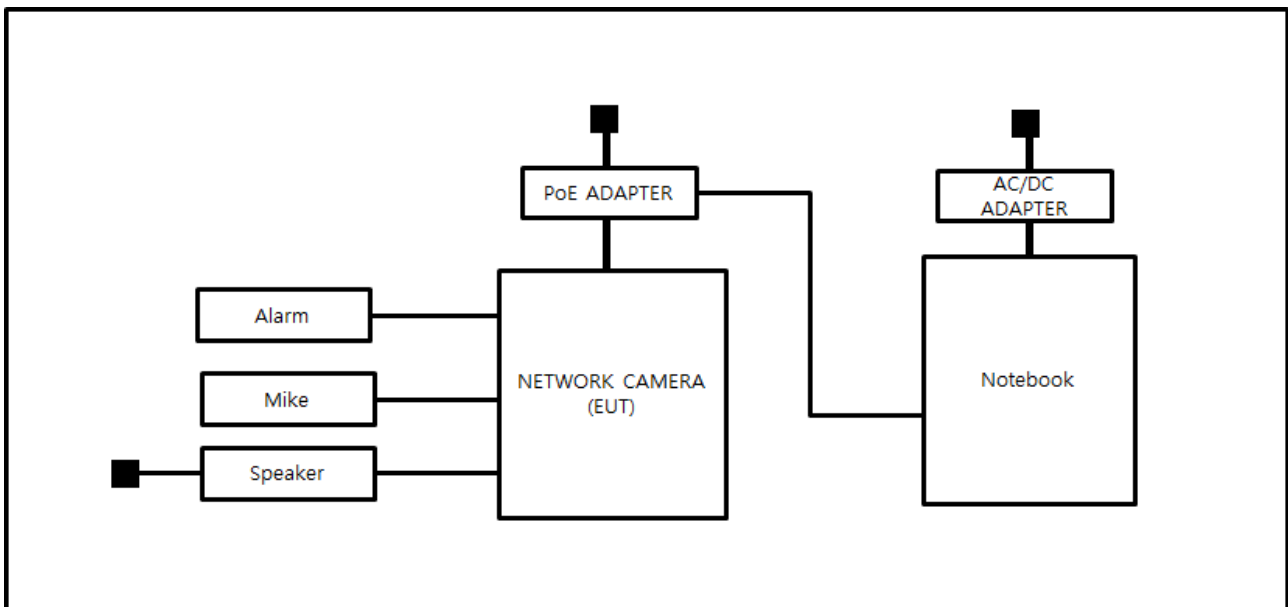 PoE ADAPTER
AC/DC
ADAPTER
Alarm
Mike
Speaker
NETWORK CAMERA
(EUT)
Notebook